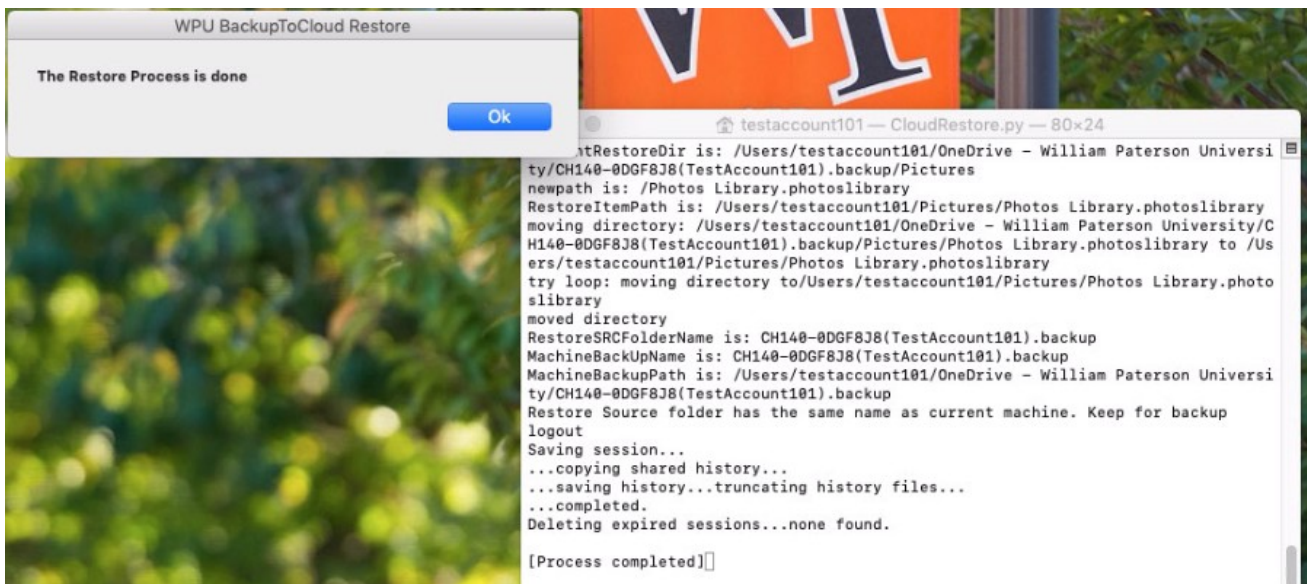 WPU BackupToCloud Restore
The Restore Process is done
Ok
testaccount101 — CloudRestore.py — 80×24
ntRestoreDir is: /Users/testaccount101/OneDrive - William Paterson Universi
ty/CH140-0DGF8J8(TestAccount101).backup/Pictures
newpath is: /Photos Library.photoslibrary
RestoreItemPath is: /Users/testaccount101/Pictures/Photos Library.photoslibrary
moving directory: /Users/testaccount101/OneDrive - William Paterson University/C
H140-0DGF8J8(TestAccount101).backup/Pictures/Photos Library.photoslibrary to /Us
ers/testaccount101/Pictures/Photos Library.photoslibrary
try loop: moving directory to/Users/testaccount101/Pictures/Photos Library.photo
slibrary
moved directory
RestoreSRCFolderName is: CH140-0DGF8J8(TestAccount101).backup
MachineBackUpName is: CH140-0DGF8J8(TestAccount101).backup
MachineBackupPath is: /Users/testaccount101/OneDrive - William Paterson Universi
ty/CH140-0DGF8J8(TestAccount101).backup
Restore Source folder has the same name as current machine. Keep for backup
logout
Saving session...
...copying shared history...
...saving history...truncating history files...
...completed.
Deleting expired sessions...none found.
[Process completed]